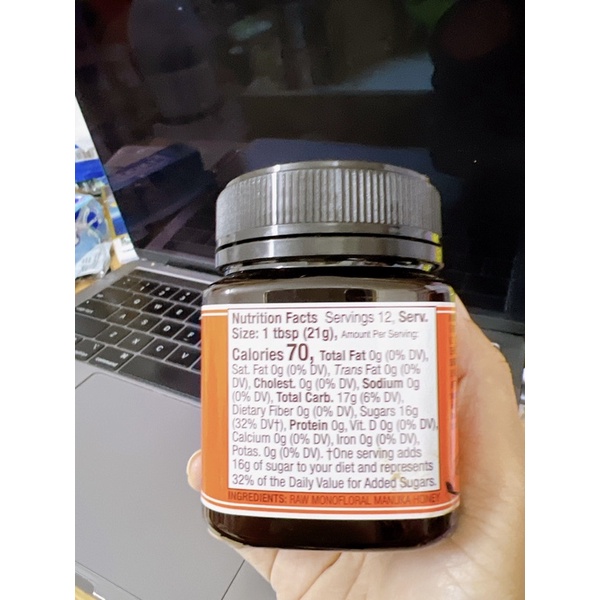 Nutrition Facts Servings 12, Serv.
Size: 1 tbsp (21g), Amount Per Serving:
Calories 70, Total Fat 0g (0% DV),
Sat. Fat 0g (0% DV), Trans Fat 0g (0%
DV), Cholest. 0g (0% DV), Sodium 0g
(0% DV), Total Carb. 17g (6% DV),
Dietary Fiber 0g (0% DV), Sugars 16g
(32% DV†), Protein 0g, Vit. D 0g (0% DV),
Calcium 0g (0% DV), Iron 0g (0% DV),
Potas. 0g (0% DV). †One serving adds
16g of sugar to your diet and represents
32% of the Daily Value for Added Sugars.
INGREDIENTS: RAW MONOFLORAL MANUKA HONEY